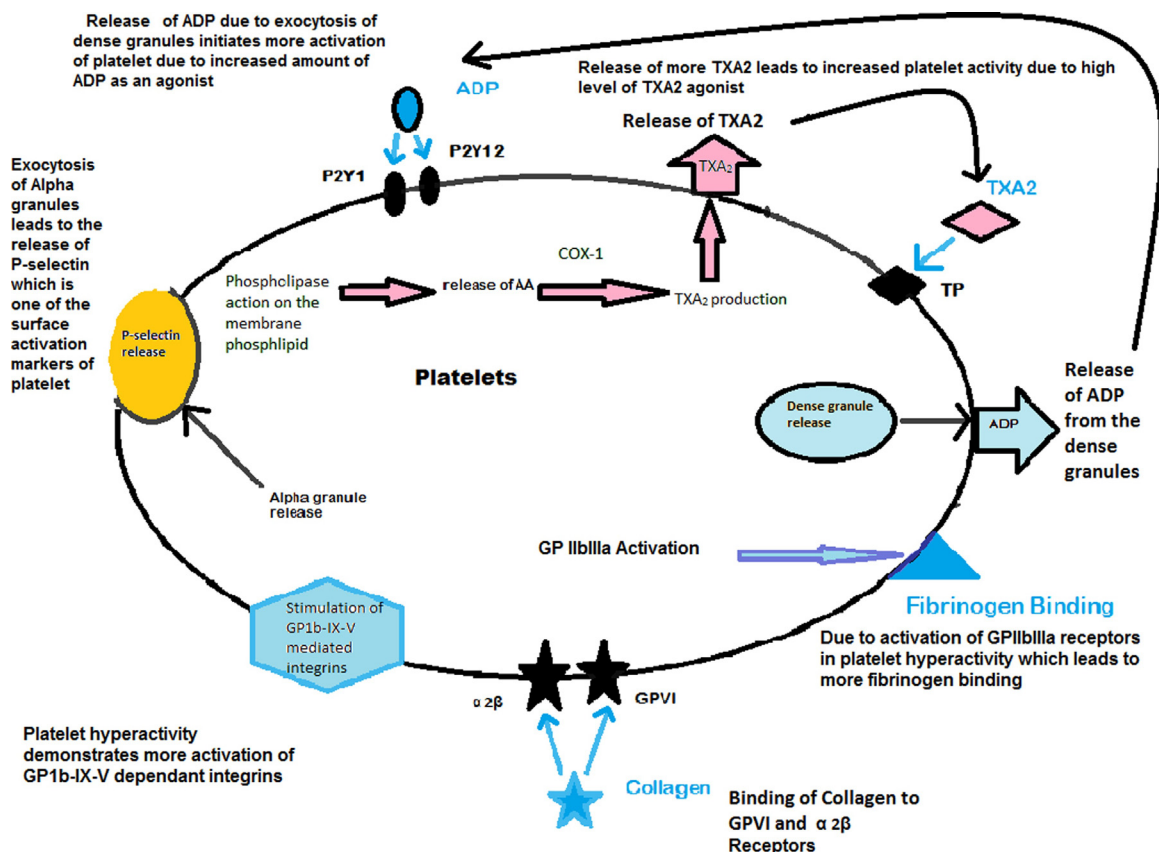 Release of ADP due to exocytosis of
dense granules initiates more activation
of platelet due to increased amount of
ADP as an agonist
ADP
Release of more TXA2 leads to increased platelet activity due to high
level of TXA2 agonist
Release of TXA2
P2Y1
P2Y12
TXA₂
TXA2
TP
Exocytosis
of Alpha
granules
leads to the
release of
P-selectin
which is
one of the
surface
activation
markers of
platelet
P-selectin
release
Phospholipase
action on the
membrane
phosphlipid
release of AA
COX-1
TXA₂ production
Platelets
Dense granule
release
ADP
Release
of ADP
from the
dense
granules
Alpha granule
release
GP IIbIIIa Activation
Fibrinogen Binding
Due to activation of GPIIbIIIa receptors
in platelet hyperactivity which leads to
more fibrinogen binding
Stimulation of
GP1b-IX-V
mediated
integrins
α 2β
GPVI
Platelet hyperactivity
demonstrates more activation of
GP1b-IX-V dependant integrins
Collagen
Binding of Collagen to
GPVI and α 2β
Receptors